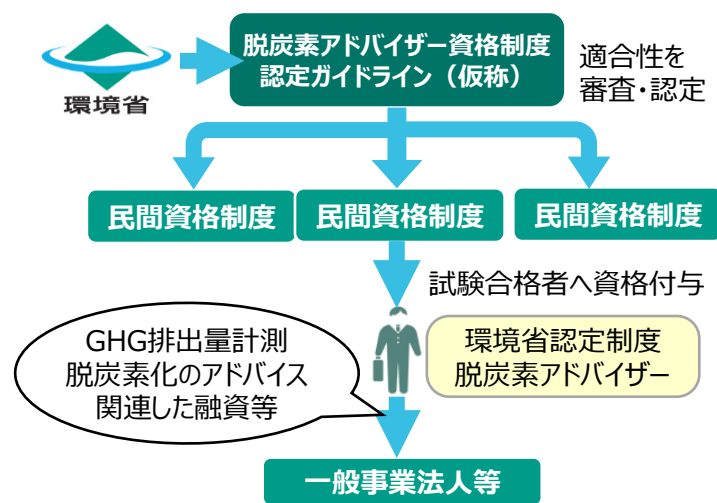 環境省
脱炭素アドバイザー資格制度
認定ガイドライン（仮称）
適合性を
審査・認定
民間資格制度
民間資格制度
民間資格制度
試験合格者へ資格付与
GHG排出量計測
脱炭素化のアドバイス
関連した融資等
環境省認定制度
脱炭素アドバイザー
一般事業法人等